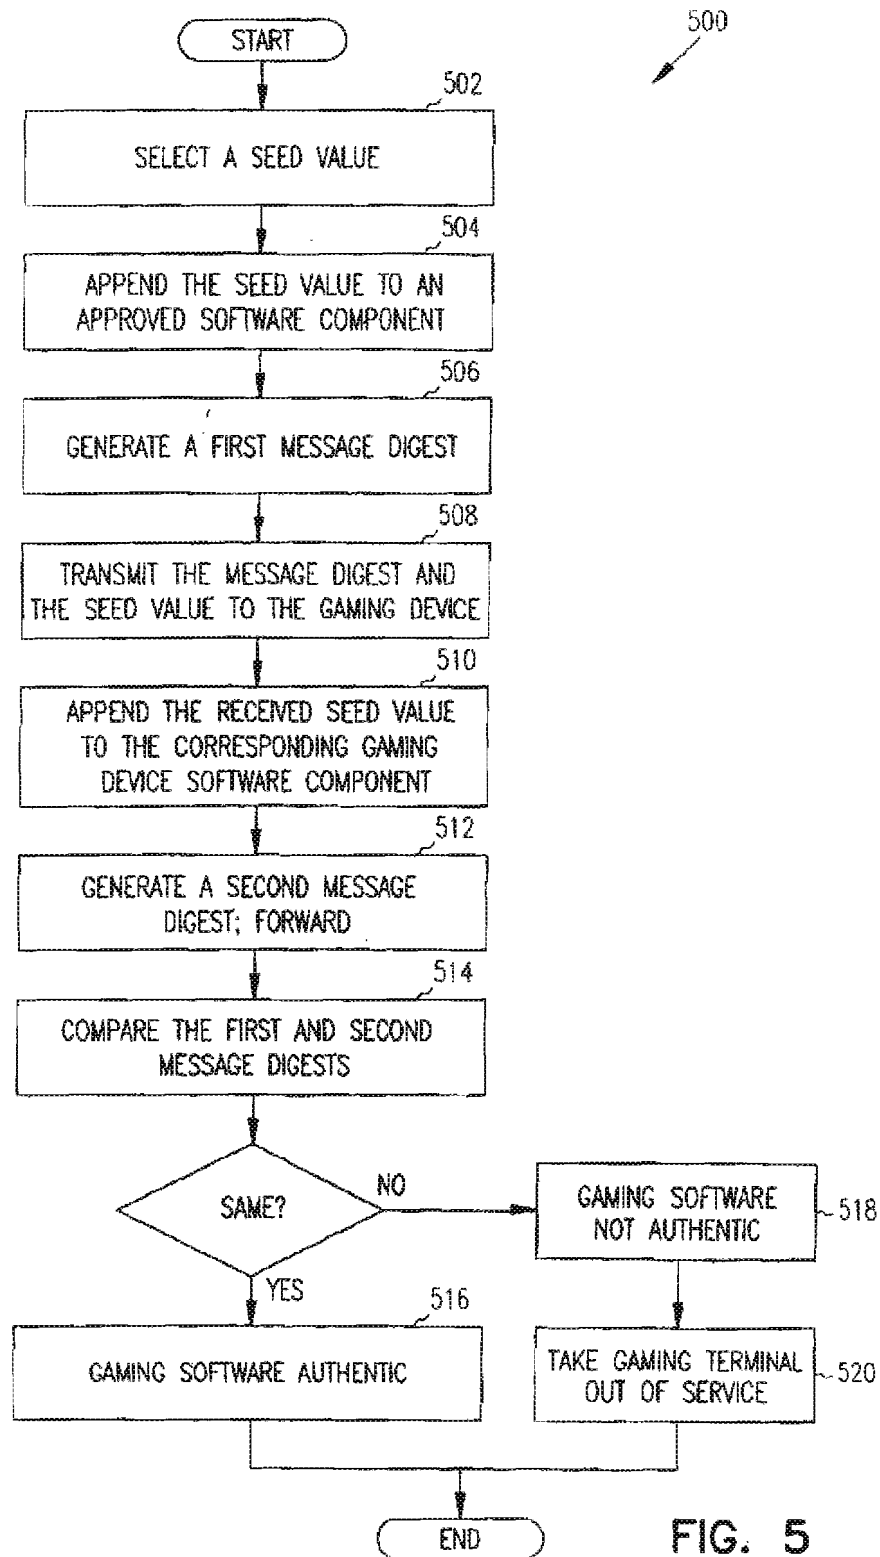 START
500
502
SELECT A SEED VALUE
504
APPEND THE SEED VALUE TO AN
APPROVED SOFTWARE COMPONENT
506
GENERATE A FIRST MESSAGE DIGEST
508
TRANSMIT THE MESSAGE DIGEST AND
THE SEED VALUE TO THE GAMING DEVICE
510
APPEND THE RECEIVED SEED VALUE
TO THE CORRESPONDING GAMING
DEVICE SOFTWARE COMPONENT
512
GENERATE A SECOND MESSAGE
DIGEST; FORWARD
514
COMPARE THE FIRST AND SECOND
MESSAGE DIGESTS
SAME?
NO
GAMING SOFTWARE
NOT AUTHENTIC
518
YES
516
GAMING SOFTWARE AUTHENTIC
TAKE GAMING TERMINAL
OUT OF SERVICE
520
END
FIG. 5